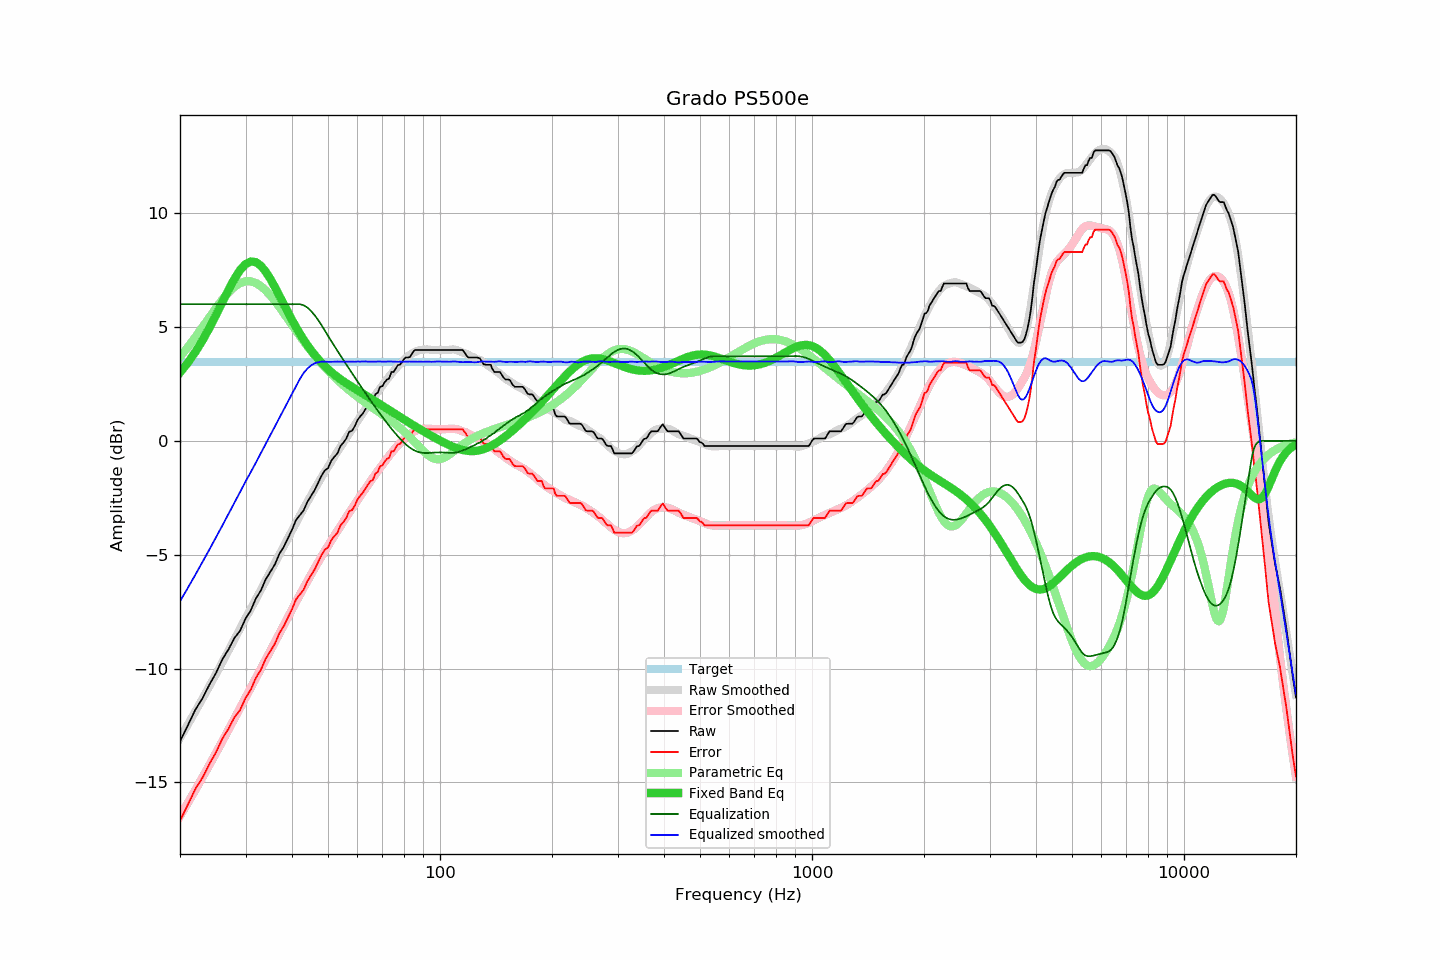 Grado PS500e
Amplitude (dBr)
10
5
0
−5
−10
−15
Target
Raw Smoothed
Error Smoothed
Raw
Error
Parametric Eq
Fixed Band Eq
Equalization
Equalized smoothed
100
1000
10000
Frequency (Hz)